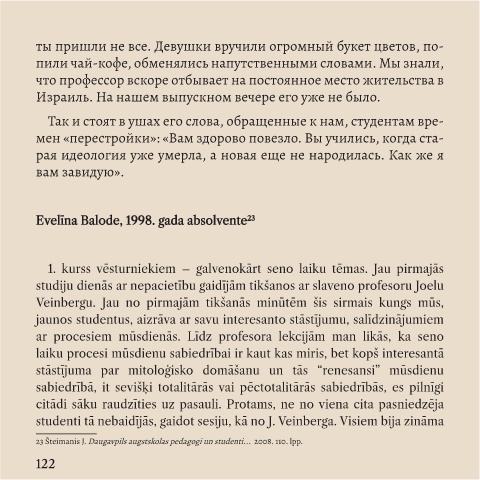 ты пришли не все. Девушки вручили огромный букет цветов, по-
пили чай-кофе, обменялись напутственными словами. Мы знали,
что профессор вскоре отбывает на постоянное место жительства в
Израиль. На нашем выпускном вечере его уже не было.
Так и стоят в ушах его слова, обращенные к нам, студентам вре-
мен «перестройки»: «Вам здорово повезло. Вы учились, когда ста-
рая идеология уже умерла, а новая еще не народилась. Как же я
вам завидую».
Evelīna Balode, 1998. gada absolvente23
1. kurss vēsturniekiem – galvenokārt seno laiku tēmas. Jau pirmajās
studiju dienās ar nepacietību gaidījām tikšanos ar slaveno profesoru Joelu
Veinbergu. Jau no pirmajām tikšanās minūtēm šis sirmais kungs mūs,
jaunos studentus, aizrāva ar savu interesanto stāstījumu, salīdzinājumiem
ar procesiem mūsdienās. Līdz profesora lekcijām man likās, ka seno
laiku procesi mūsdienu sabiedrībai ir kaut kas miris, bet kopš interesantā
stāstījuma par mitoloģisko domāšanu un tās “renesansi” mūsdienu
sabiedrībā, it sevišķi totalitārās vai pēctotalitārās sabiedrībās, es pilnīgi
citādi sāku raudzīties uz pasauli. Protams, ne no viena cita pasniedzēja
studenti tā nebaidījās, gaidot sesiju, kā no J. Veinberga. Visiem bija zināma
23 Šteimanis J. Daugavpils augstskolas pedagogi un studenti... 2008. 110. lpp.
122